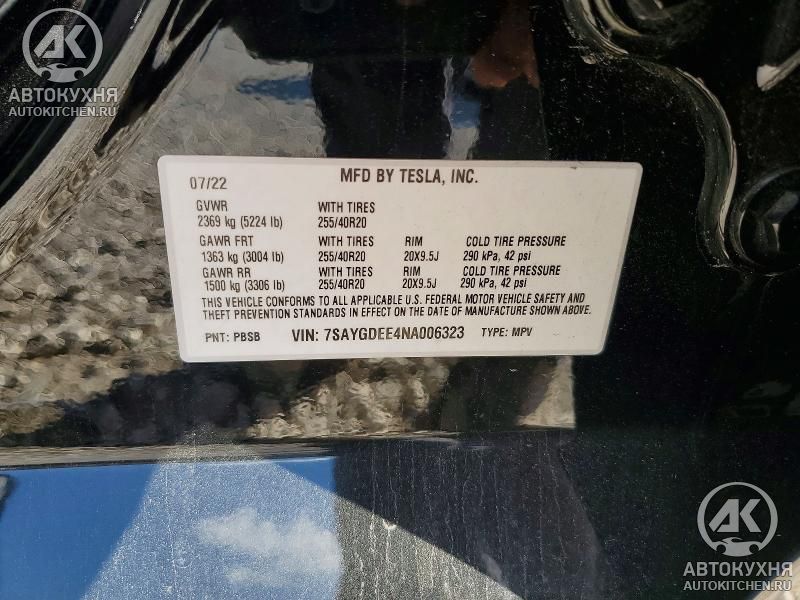 АК
АВТОКУХНЯ
AUTOKITCHEN.RU
07/22 MFD BY TESLA, INC.
GVWR WITH TIRES
2369 kg (5224 lb) 255/40R20
GAWR FRT WITH TIRES RIM COLD TIRE PRESSURE
1363 kg (3004 lb) 255/40R20 20X9.5J 290 kPa, 42 psi
GAWR RR WITH TIRES RIM COLD TIRE PRESSURE
1500 kg (3306 lb) 255/40R20 20X9.5J 290 kPa, 42 psi
THIS VEHICLE CONFORMS TO ALL APPLICABLE U.S. FEDERAL MOTOR VEHICLE SAFETY AND
THEFT PREVENTION STANDARDS IN EFFECT ON THE DATE OF MANUFACTURE SHOWN ABOVE.
PNT: PBSB VIN: 7SAYGDEE4NA006323 TYPE: MPV
АК
АВТОКУХНЯ
AUTOKITCHEN.RU